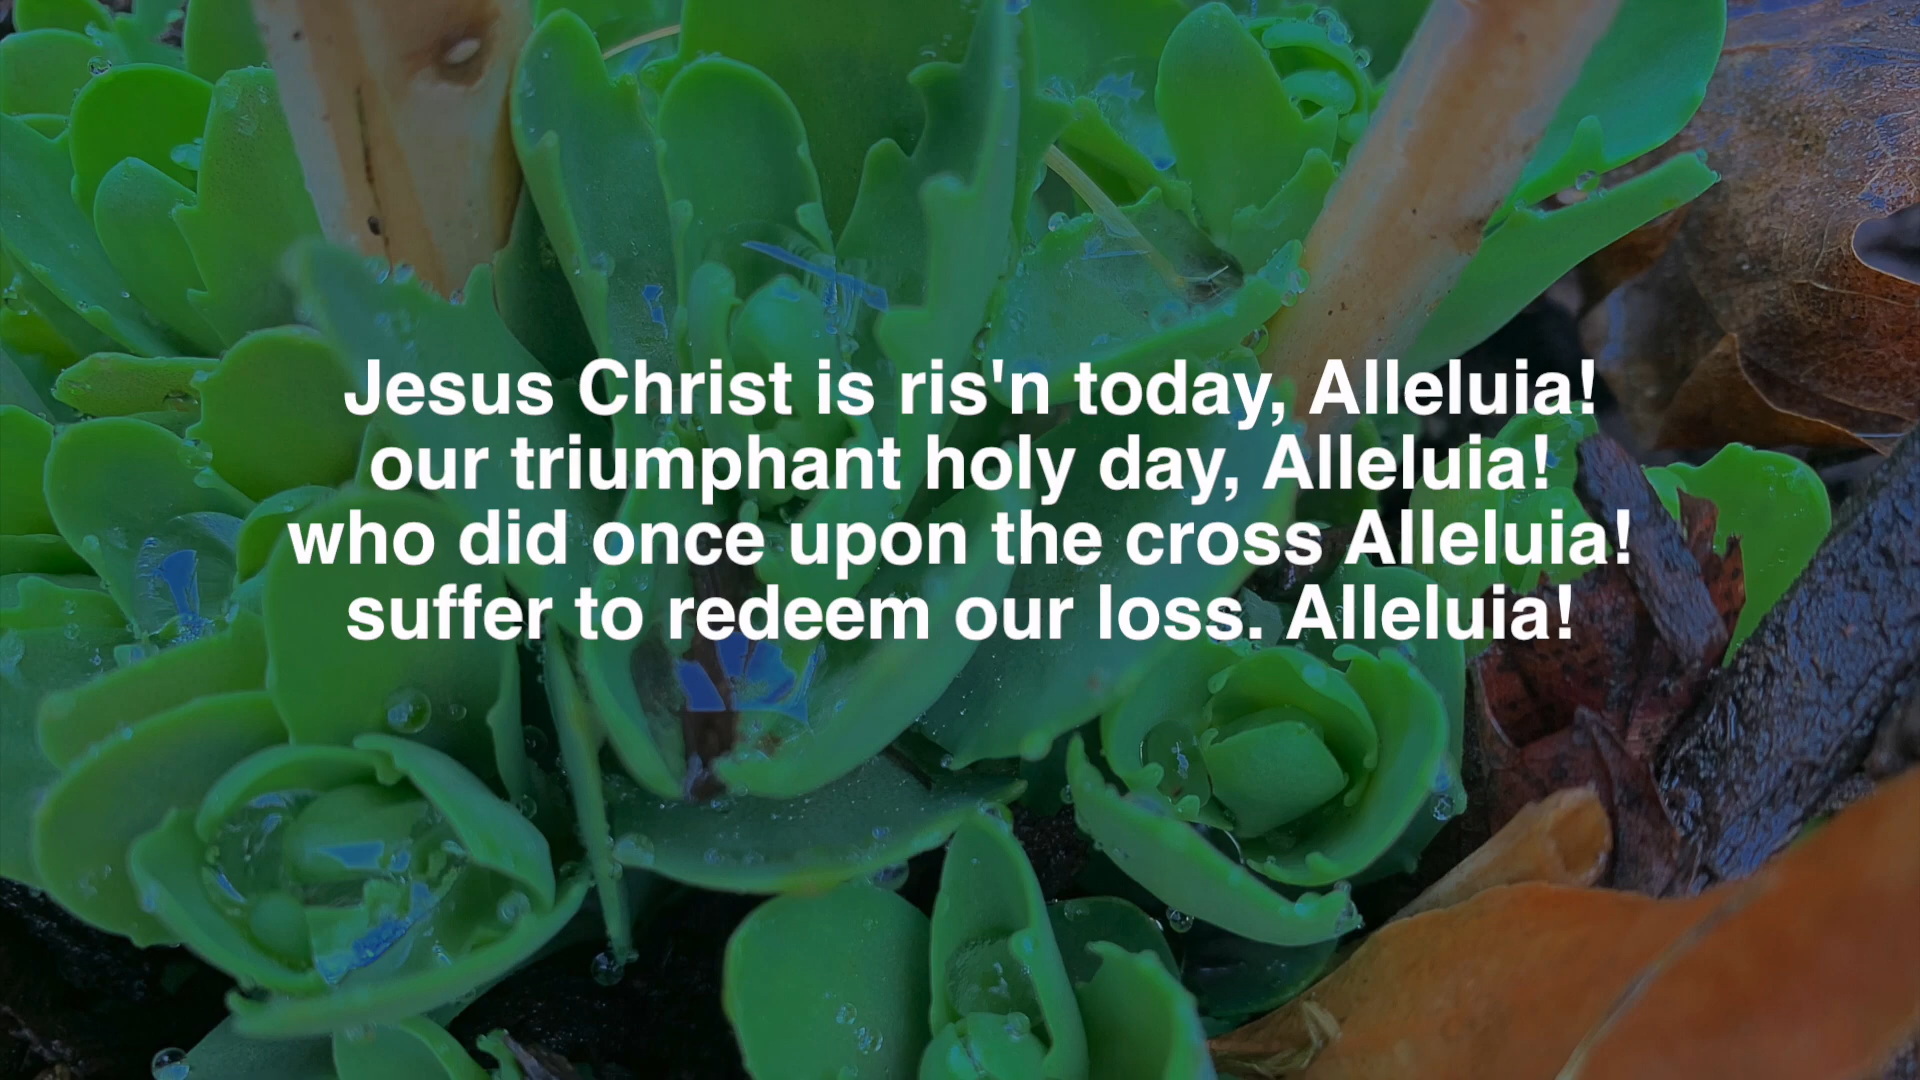 Jesus Christ is ris'n today, Alleluia!
our triumphant holy day, Alleluia!
who did once upon the cross Alleluia!
suffer to redeem our loss. Alleluia!